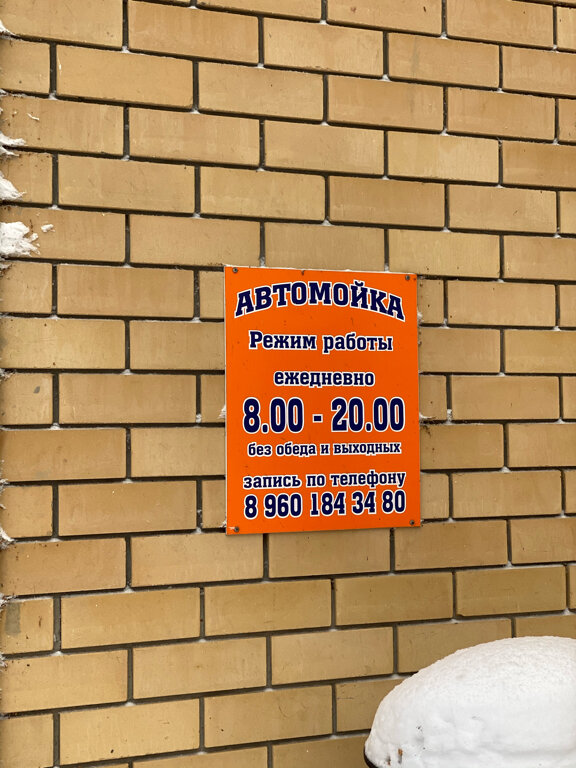 АВТОМОЙКА
Режим работы
ежедневно
8.00 - 20.00
без обеда и выходных
запись по телефону
8 960 184 34 80